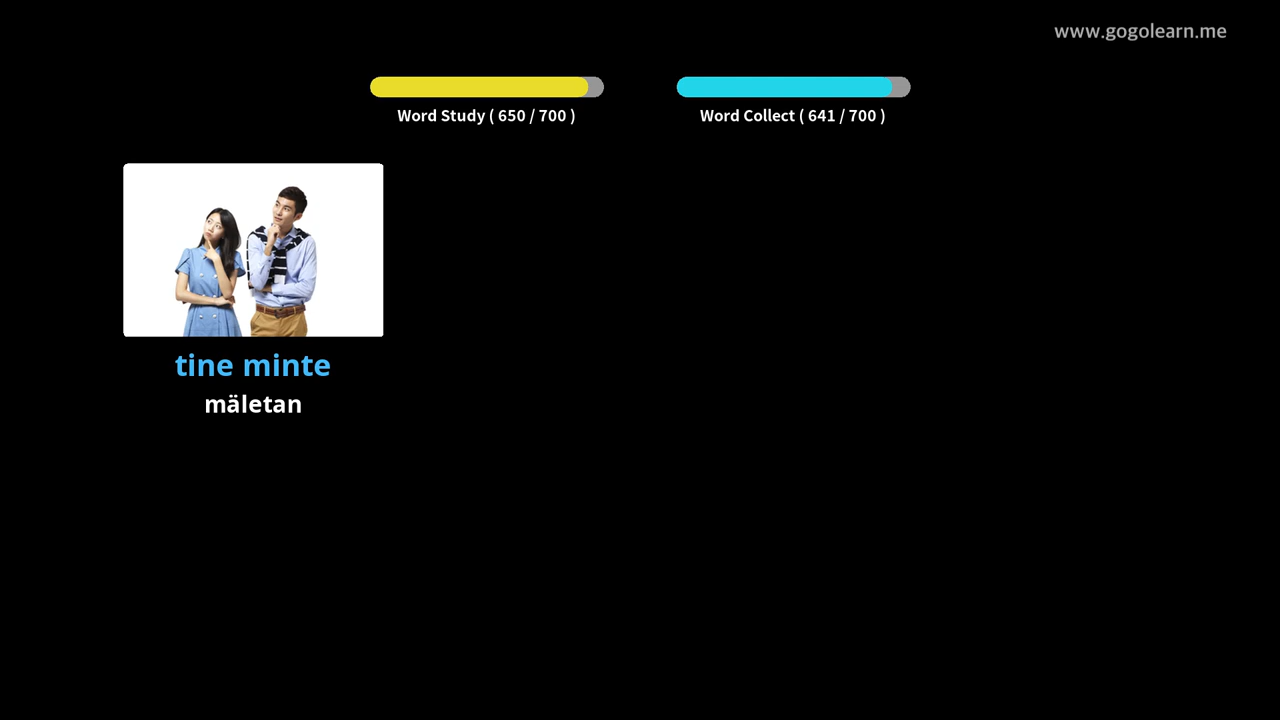 www.gogolearn.me
Word Study ( 650 / 700 )
Word Collect ( 641 / 700 )
tine minte
mäletan